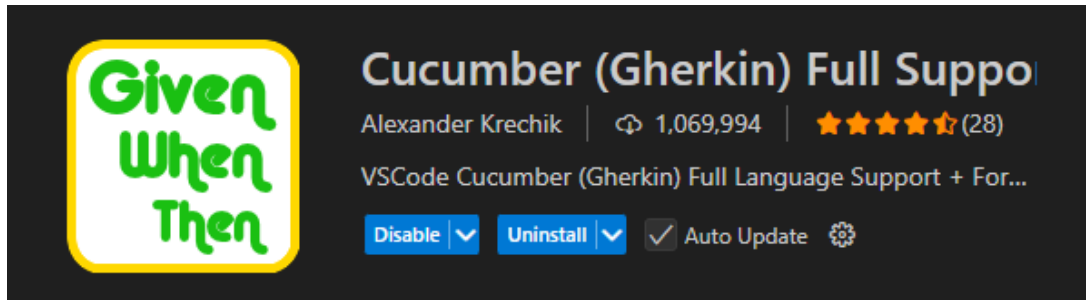 Given
When
Then
Cucumber (Gherkin) Full Suppo
Alexander Krechik 1,069,994 (28)
VSCode Cucumber (Gherkin) Full Language Support + For...
Disable Uninstall Auto Update